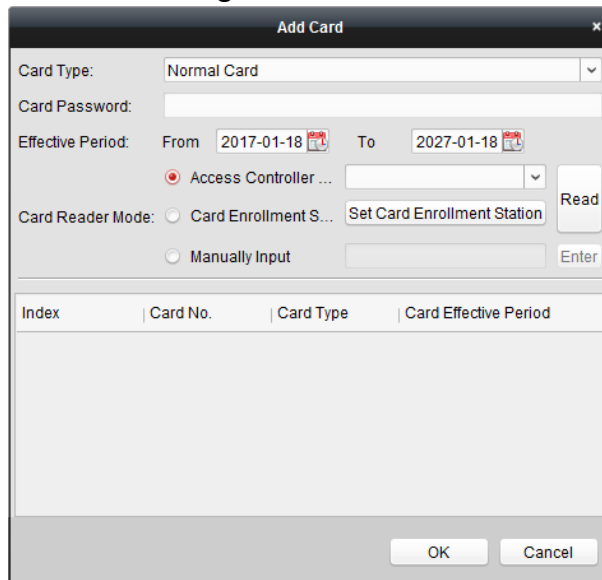 Add Card ×
Card Type: Normal Card
Card Password:
Effective Period: From 2017-01-18 To 2027-01-18
Access Controller ...
Read
Card Reader Mode: Card Enrollment S... Set Card Enrollment Station
Manually Input Enter
Index Card No. Card Type Card Effective Period
OK Cancel